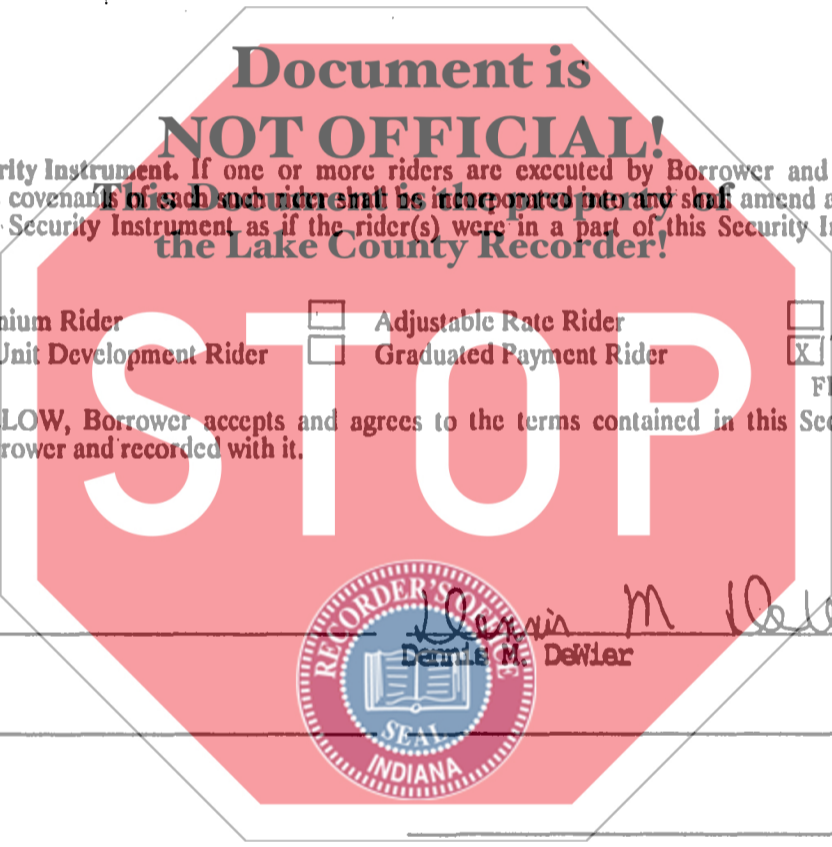 Document is
NOT OFFICIAL!
This Document is the property of
the Lake County Recorder!
rity Instrument. If one or more riders are executed by Borrower and
covenants of each such rider shall be incorporated into and shall amend a
Security Instrument as if the rider(s) were in a part of this Security I
nium Rider Adjustable Rate Rider
Unit Development Rider Graduated Payment Rider X
LOW, Borrower accepts and agrees to the terms contained in this Sec
rower and recorded with it.
STOP
Dennis M
Dennis M. DeWier
RECORDER'S OFFICE
SEAL
INDIANA